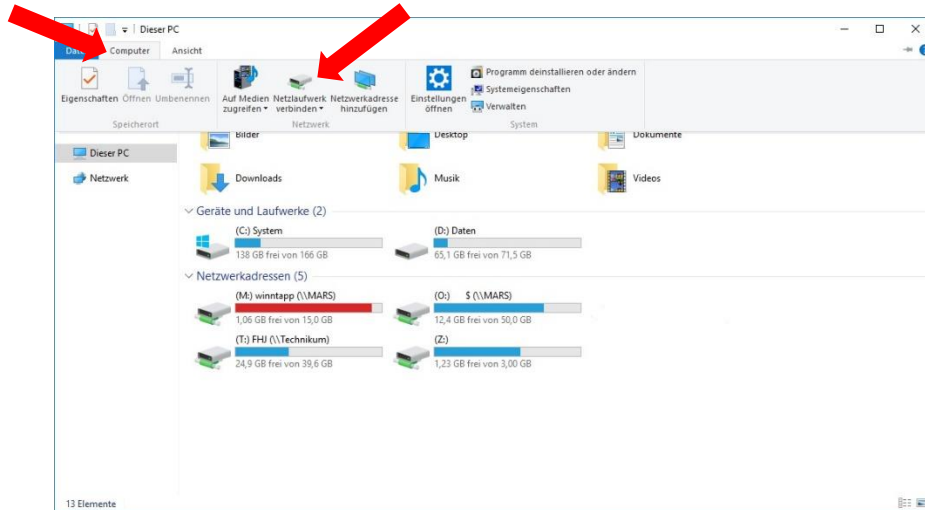 Dieser PC
Computer Ansicht
Eigenschaften Öffnen Umbenennen
Auf Medien zugreifen
Netzlaufwerk verbinden
Netzwerkadresse hinzufügen
Einstellungen öffnen
Programm deinstallieren oder ändern
Systemeigenschaften
Verwalten
Speicherort Netzwerk System
Dieser PC
Netzwerk
Bilder Desktop Dokumente
Downloads Musik Videos
Geräte und Laufwerke (2)
(C:) System
138 GB frei von 166 GB
(D:) Daten
65,1 GB frei von 71,5 GB
Netzwerkadressen (5)
(M:) winntapp (\\MARS)
1,06 GB frei von 15,0 GB
(O:) $ (\\MARS)
12,4 GB frei von 50,0 GB
(T:) FHJ (\\Technikum)
24,9 GB frei von 39,6 GB
(Z:)
1,23 GB frei von 3,00 GB
13 Elemente